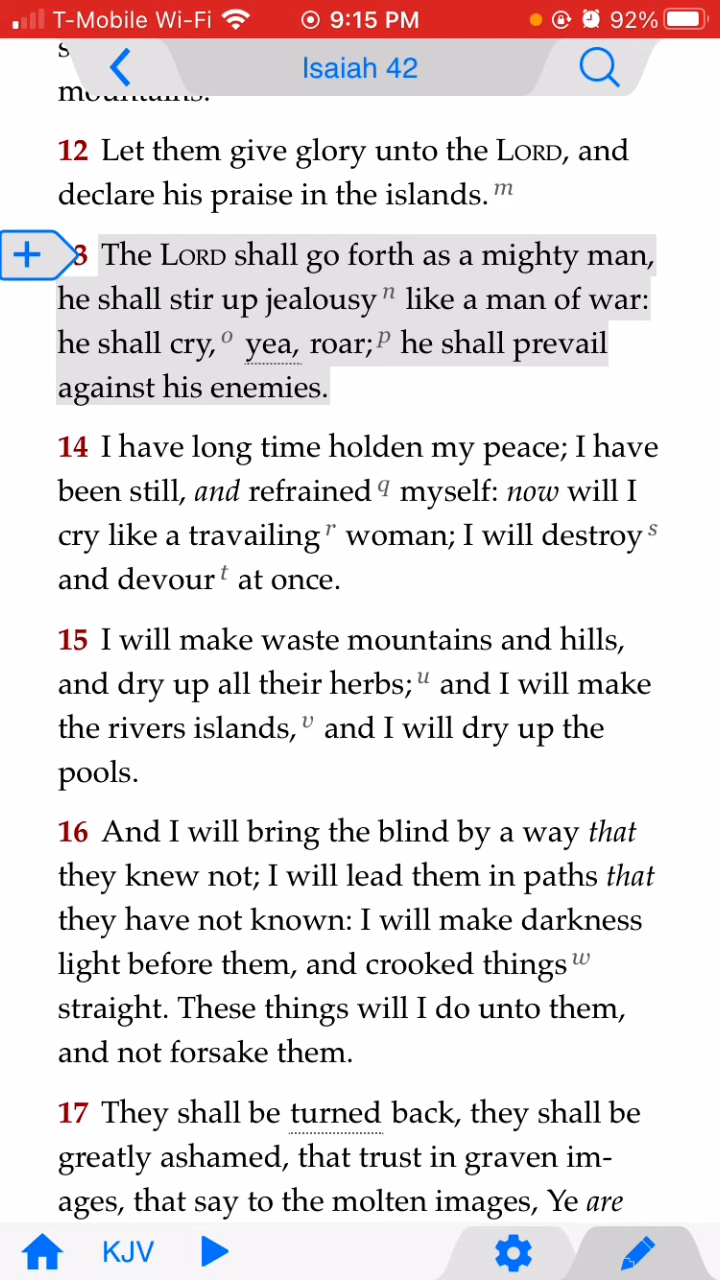 T-Mobile Wi-Fi 9:15 PM 92%
Isaiah 42
12 Let them give glory unto the LORD, and
declare his praise in the islands. m
3 The LORD shall go forth as a mighty man,
he shall stir up jealousy n like a man of war:
he shall cry, o yea, roar; p he shall prevail
against his enemies.
14 I have long time holden my peace; I have
been still, and refrained q myself: now will I
cry like a travailing r woman; I will destroy s
and devour t at once.
15 I will make waste mountains and hills,
and dry up all their herbs; u and I will make
the rivers islands, v and I will dry up the
pools.
16 And I will bring the blind by a way that
they knew not; I will lead them in paths that
they have not known: I will make darkness
light before them, and crooked things w
straight. These things will I do unto them,
and not forsake them.
17 They shall be turned back, they shall be
greatly ashamed, that trust in graven im-
ages, that say to the molten images, Ye are
KJV